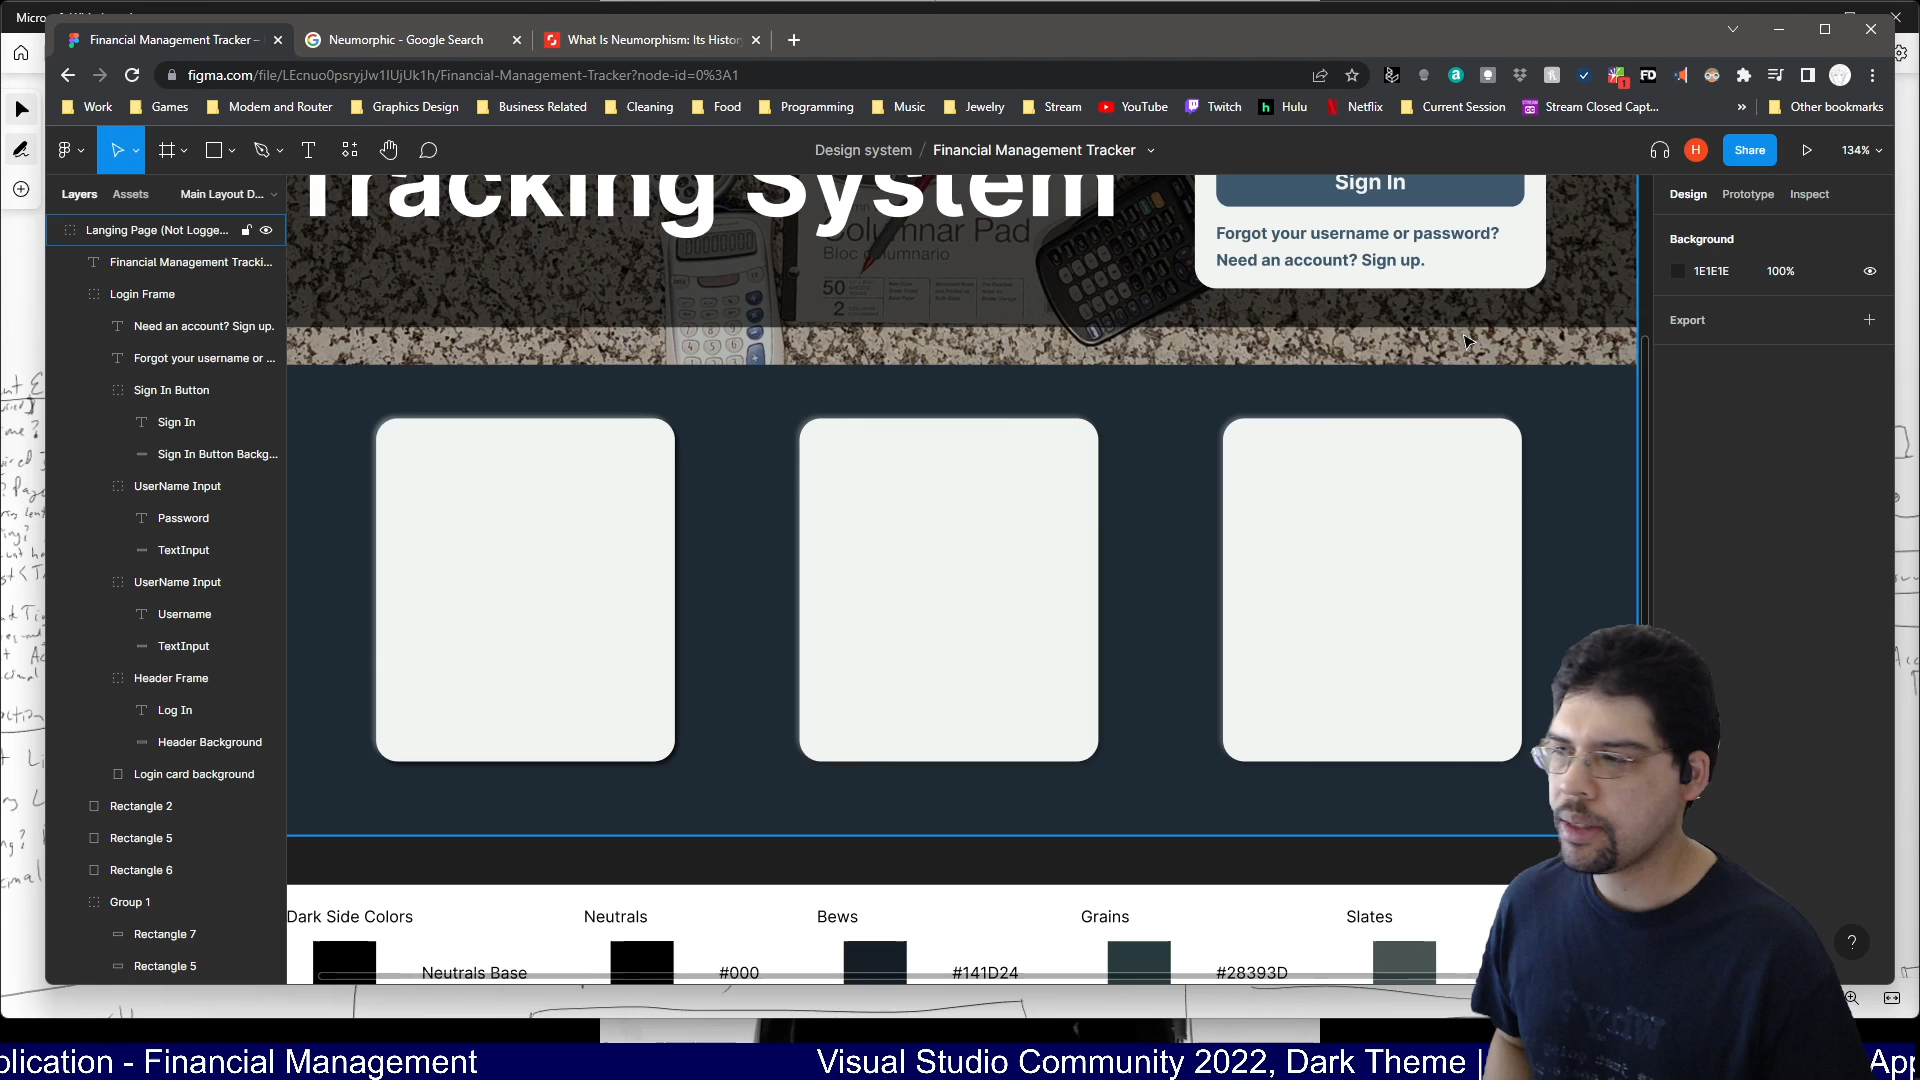 Financial Management Tracker –
Neumorphic - Google Search
What Is Neumorphism: Its Histor
figma.com/file/LEcnuo0psryjJw1IUjUk1h/Financial-Management-Tracker?node-id=0%3A1
Work
Games
Modem and Router
Graphics Design
Business Related
Cleaning
Food
Programming
Music
Jewelry
Stream
YouTube
Twitch
Hulu
Netflix
Current Session
Stream Closed Capt...
Other bookmarks
Design system / Financial Management Tracker
H
Share
134%
Layers
Assets
Main Layout D...
Design
Prototype
Inspect
Langing Page (Not Logge...
Financial Management Tracki...
Login Frame
Need an account? Sign up.
Forgot your username or ...
Sign In Button
Sign In
Sign In Button Backg...
UserName Input
Password
TextInput
UserName Input
Username
TextInput
Header Frame
Log In
Header Background
Login card background
Rectangle 2
Rectangle 5
Rectangle 6
Group 1
Rectangle 7
Rectangle 5
Tracking System
Columnar Pad
Bloc columnario
50
2
Sign In
Forgot your username or password?
Need an account? Sign up.
Background
1E1E1E
100%
Export
Dark Side Colors
Neutrals
Bews
Grains
Slates
Neutrals Base
#000
#141D24
#28393D
?
plication - Financial Management
Visual Studio Community 2022, Dark Theme |
App